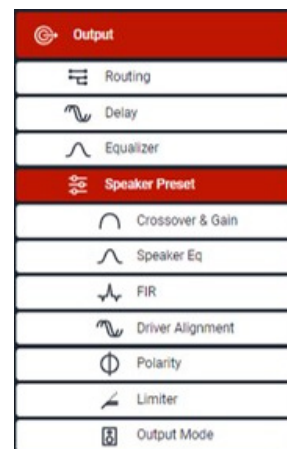 Output
Routing
Delay
Equalizer
Speaker Preset
Crossover & Gain
Speaker Eq
FIR
Driver Alignment
Polarity
Limiter
Output Mode